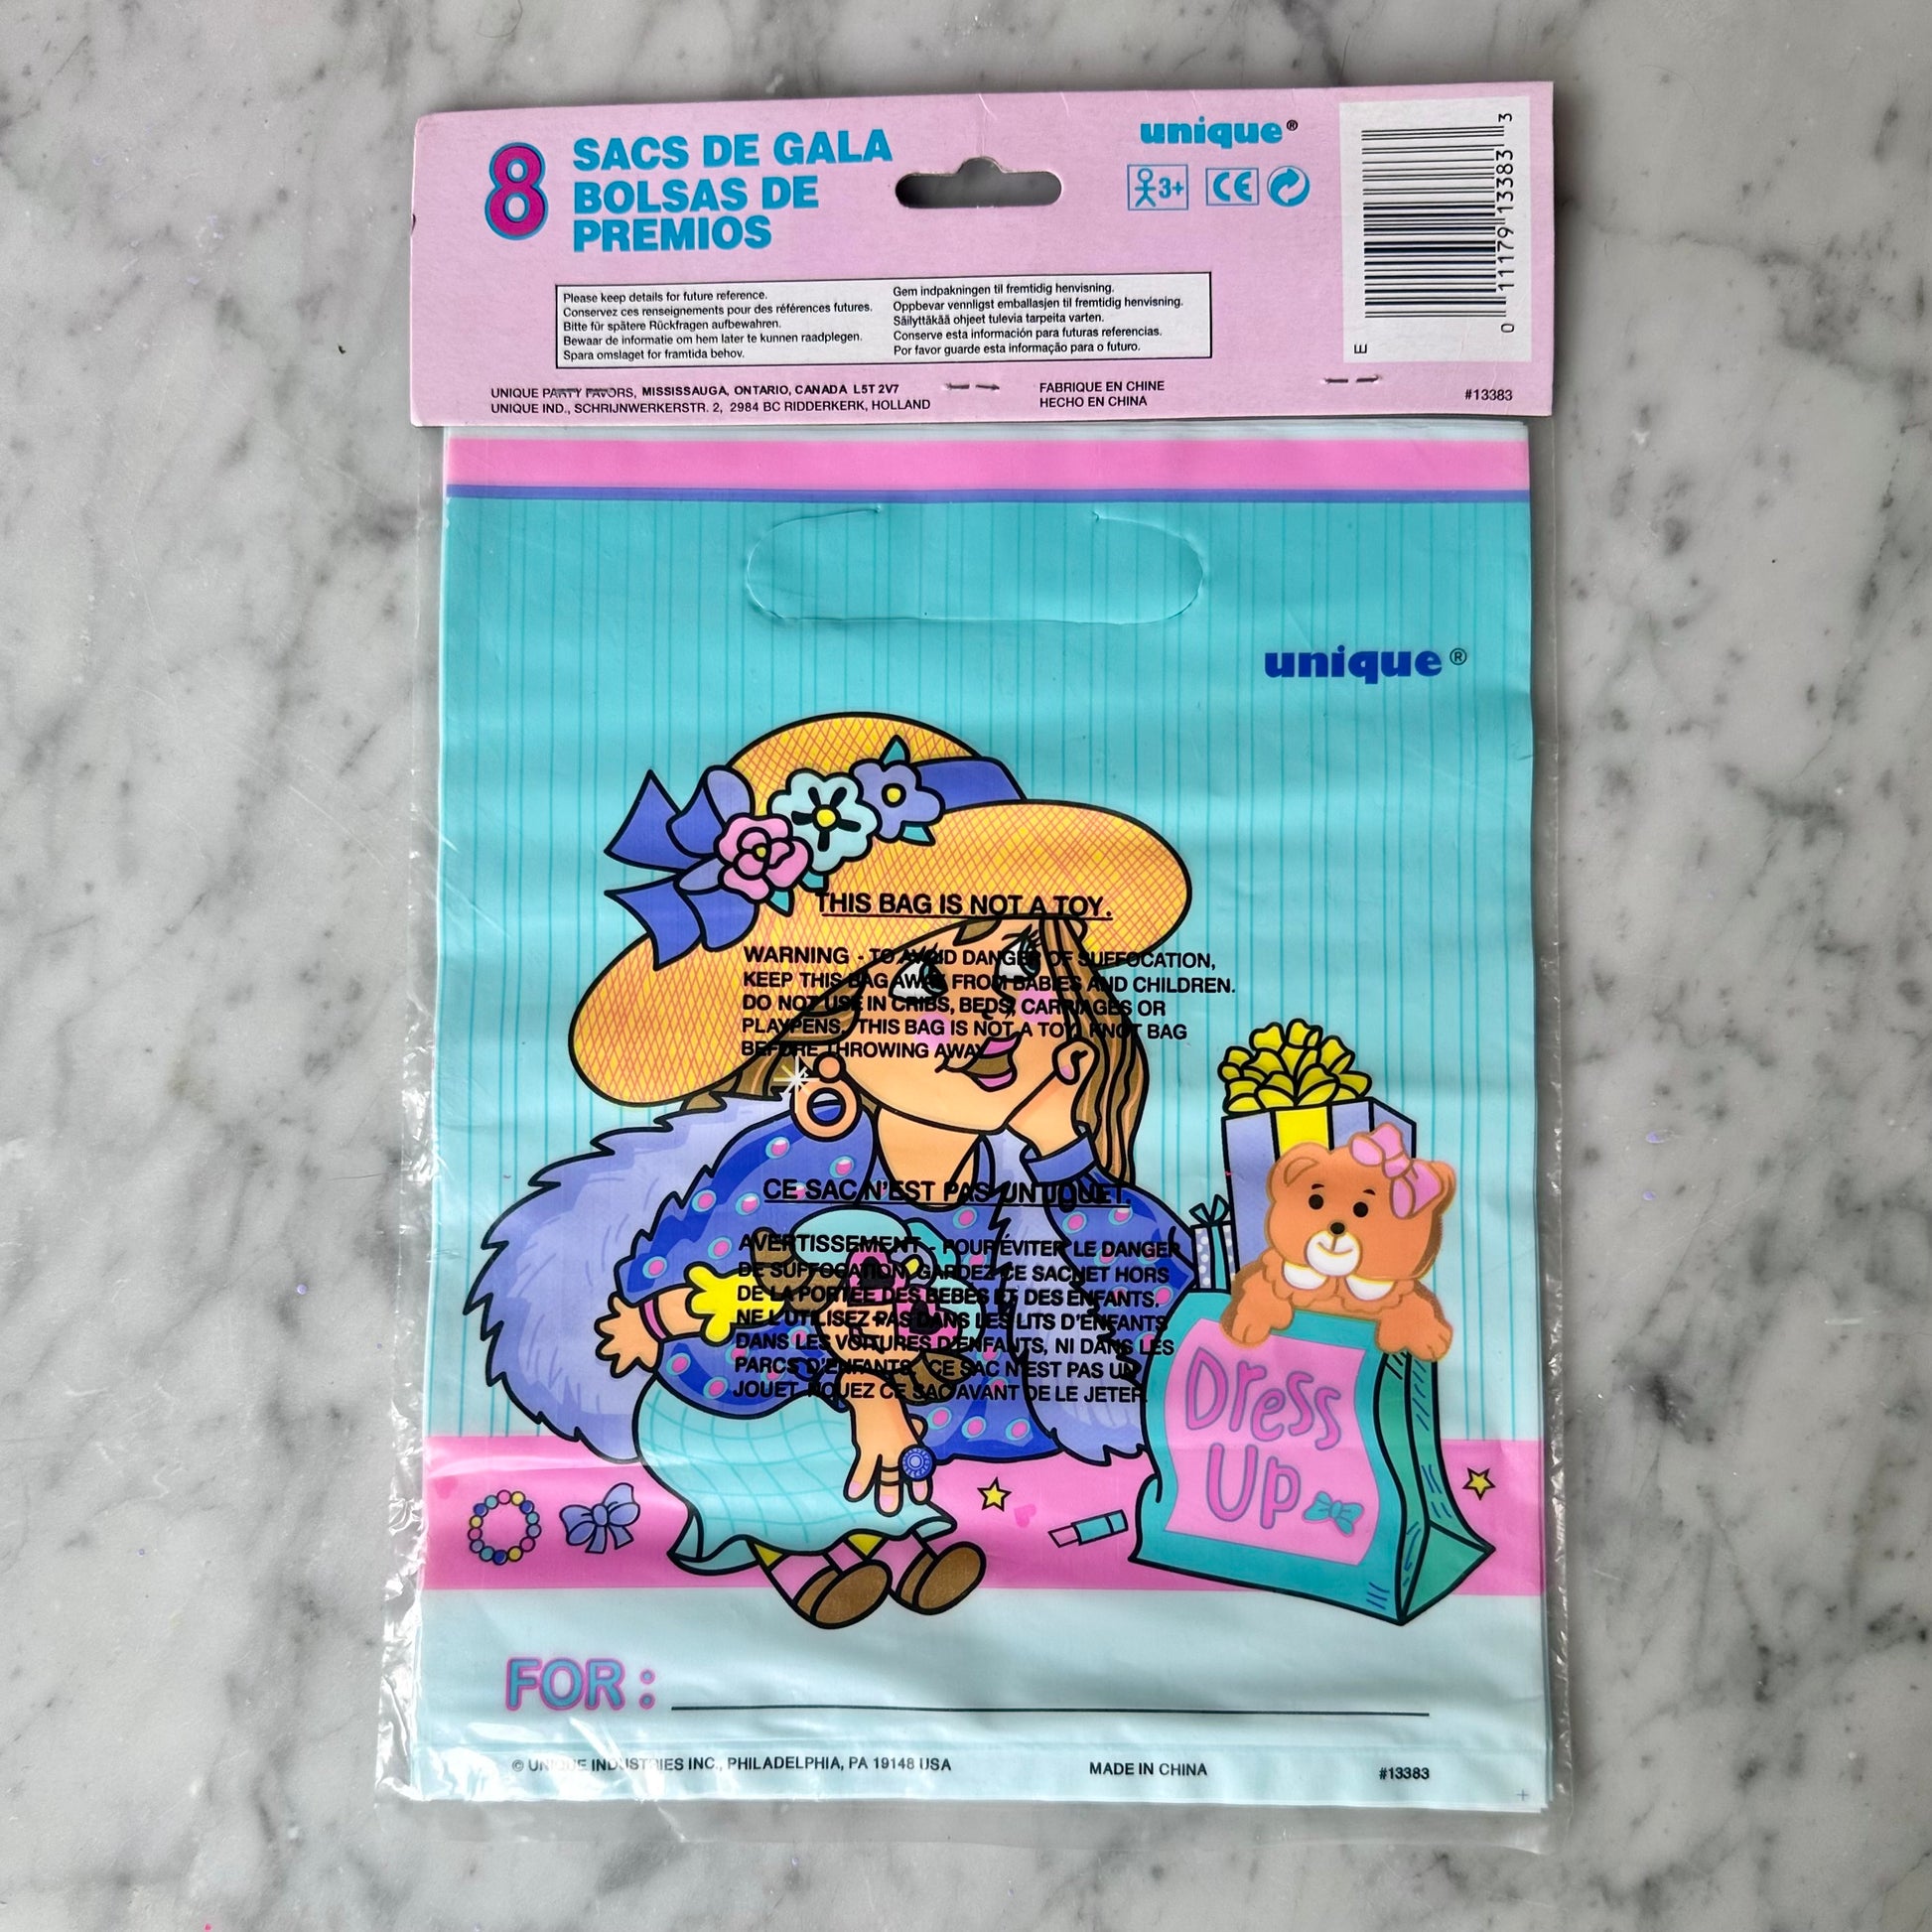 8
SACS DE GALA
BOLSAS DE
PREMIOS
unique®
3+
CE
0 11179 13383 3
E
Please keep details for future reference.
Conservez ces renseignements pour des références futures.
Bitte für spätere Rückfragen aufbewahren.
Bewaar de informatie om hem later te kunnen raadplegen.
Spara omslaget for framtida behov.
Gem indpakningen til fremtidig henvisning.
Oppbevar vennligst emballasjen til fremtidig henvisning.
Säilyttäkää ohjeet tulevia tarpeita varten.
Conserve esta información para futuras referencias.
Por favor guarde esta informação para o futuro.
UNIQUE PARTY FAVORS, MISSISSAUGA, ONTARIO, CANADA L5T 2V7
UNIQUE IND., SCHRIJNWERKERSTR. 2, 2984 BC RIDDERKERK, HOLLAND
FABRIQUE EN CHINE
HECHO EN CHINA
#13383
unique®
THIS BAG IS NOT A TOY.
WARNING - TO AVOID DANGER OF SUFFOCATION,
KEEP THIS BAG AWAY FROM BABIES AND CHILDREN.
DO NOT USE IN CRIBS, BEDS, CARRIAGES OR
PLAYPENS. THIS BAG IS NOT A TOY. KNOT BAG
BEFORE THROWING AWAY.
CE SAC N'EST PAS UN JOUET.
AVERTISSEMENT - POUR ÉVITER LE DANGER
DE SUFFOCATION, GARDEZ CE SACHET HORS
DE LA PORTÉE DES BÉBÉS ET DES ENFANTS.
NE L'UTILISEZ PAS DANS LES LITS D'ENFANTS
DANS LES VOITURES D'ENFANTS, NI DANS LES
PARCS D'ENFANTS. CE SAC N'EST PAS UN
JOUET. NOUEZ CE SAC AVANT DE LE JETER.
Dress
Up
FOR:
© UNIQUE INDUSTRIES INC., PHILADELPHIA, PA 19148 USA
MADE IN CHINA
#13383